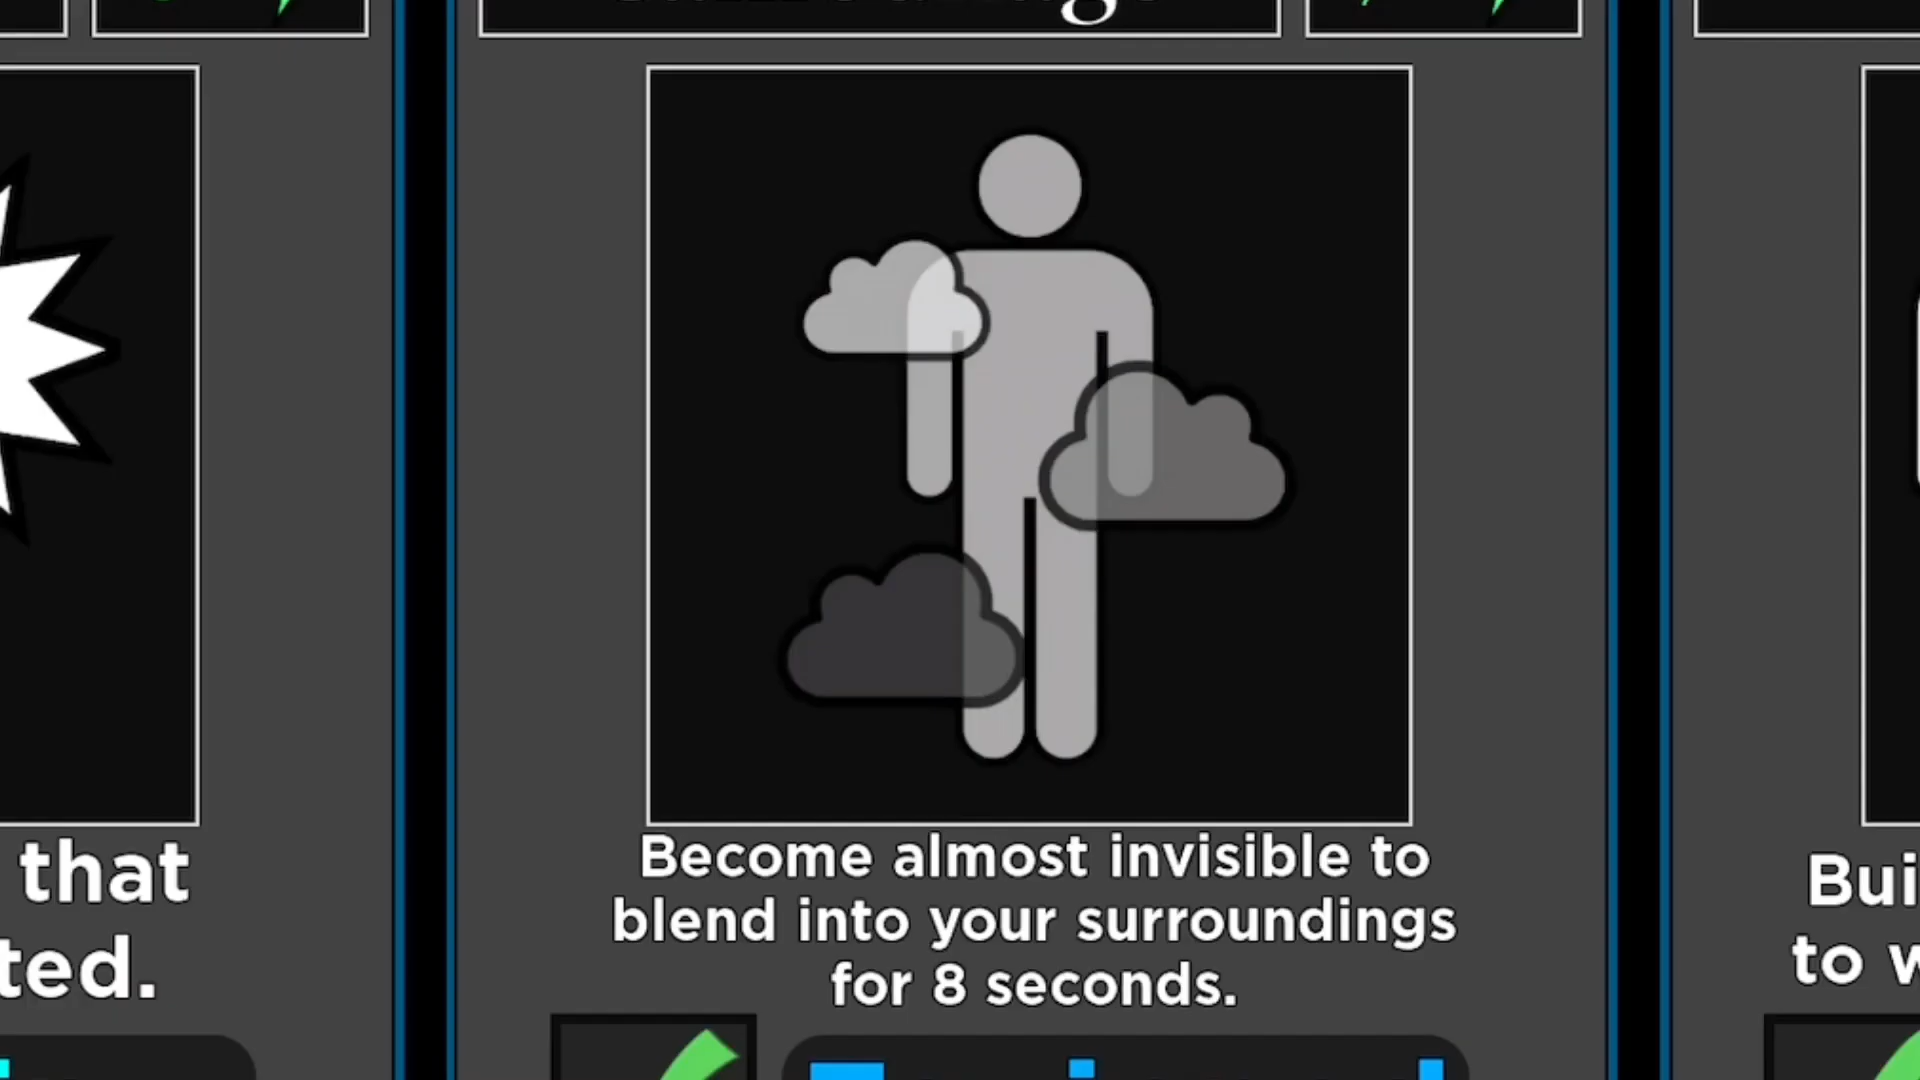 that
ted.
Become almost invisible to
blend into your surroundings
for 8 seconds.
Bui
to w